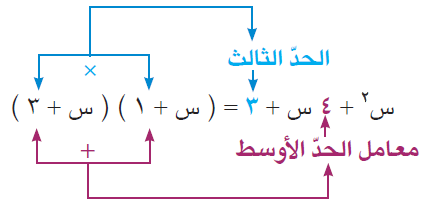 ×
الحدّ الثالث
س٢ + ٤ س + ٣ = ( س + ١ ) ( س + ٣ )
معامل الحدّ الأوسط
+